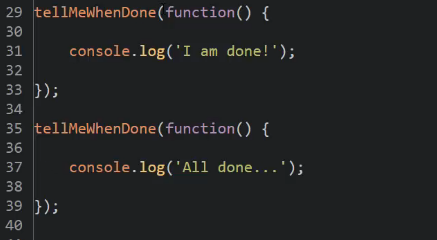 29 tellMeWhenDone(function() {
30
31     console.log('I am done!');
32
33 });
34
35 tellMeWhenDone(function() {
36
37     console.log('All done...');
38
39 });
40